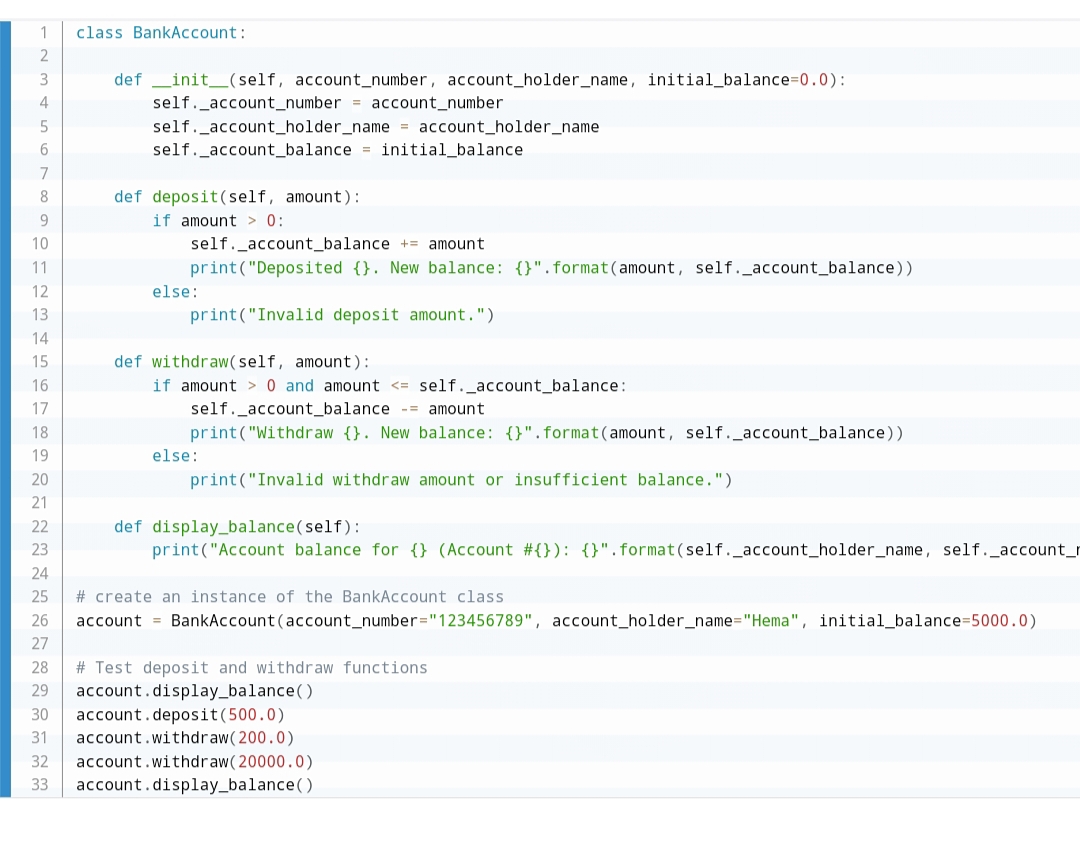 1 class BankAccount:
2
3     def __init__(self, account_number, account_holder_name, initial_balance=0.0):
4         self._account_number = account_number
5         self._account_holder_name = account_holder_name
6         self._account_balance = initial_balance
7
8     def deposit(self, amount):
9         if amount > 0:
10             self._account_balance += amount
11             print("Deposited {}. New balance: {}".format(amount, self._account_balance))
12         else:
13             print("Invalid deposit amount.")
14
15     def withdraw(self, amount):
16         if amount > 0 and amount <= self._account_balance:
17             self._account_balance -= amount
18             print("Withdraw {}. New balance: {}".format(amount, self._account_balance))
19         else:
20             print("Invalid withdraw amount or insufficient balance.")
21
22     def display_balance(self):
23         print("Account balance for {} (Account #{}): {}".format(self._account_holder_name, self._account_
24
25 # create an instance of the BankAccount class
26 account = BankAccount(account_number="123456789", account_holder_name="Hema", initial_balance=5000.0)
27
28 # Test deposit and withdraw functions
29 account.display_balance()
30 account.deposit(500.0)
31 account.withdraw(200.0)
32 account.withdraw(20000.0)
33 account.display_balance()